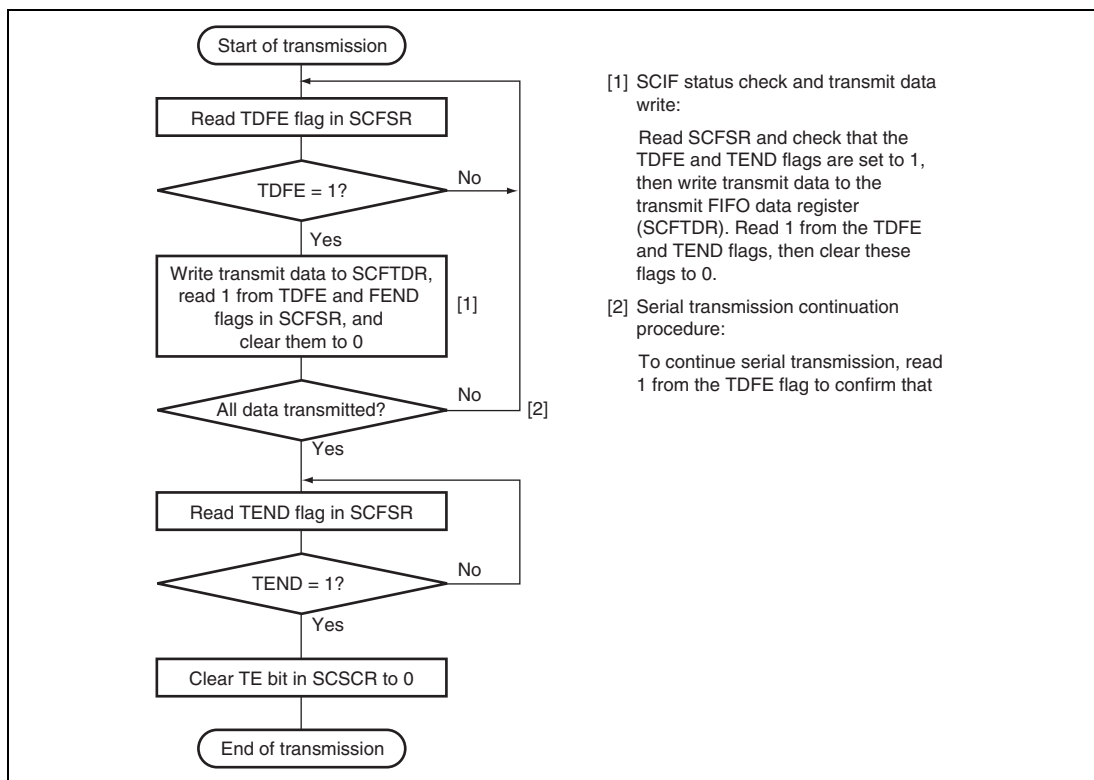 Start of transmission
Read TDFE flag in SCFSR
TDFE = 1?
No
Yes
Write transmit data to SCFTDR,
read 1 from TDFE and FEND
flags in SCFSR, and
clear them to 0
[1]
All data transmitted?
No
[2]
Yes
Read TEND flag in SCFSR
TEND = 1?
No
Yes
Clear TE bit in SCSCR to 0
End of transmission
[1] SCIF status check and transmit data
write:
Read SCFSR and check that the
TDFE and TEND flags are set to 1,
then write transmit data to the
transmit FIFO data register
(SCFTDR). Read 1 from the TDFE
and TEND flags, then clear these
flags to 0.
[2] Serial transmission continuation
procedure:
To continue serial transmission, read
1 from the TDFE flag to confirm that